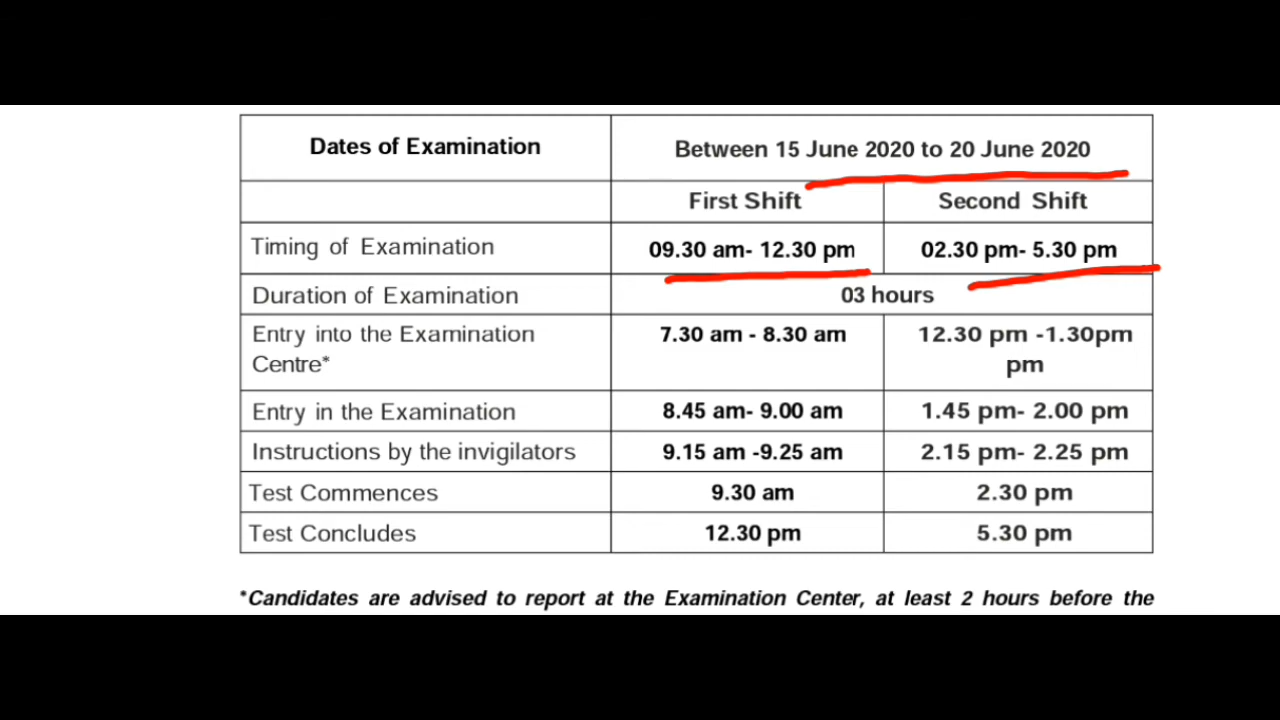 Dates of Examination Between 15 June 2020 to 20 June 2020
First Shift Second Shift
Timing of Examination 09.30 am- 12.30 pm 02.30 pm- 5.30 pm
Duration of Examination 03 hours
Entry into the Examination 7.30 am - 8.30 am 12.30 pm -1.30pm
Centre* pm
Entry in the Examination 8.45 am- 9.00 am 1.45 pm- 2.00 pm
Instructions by the invigilators 9.15 am -9.25 am 2.15 pm- 2.25 pm
Test Commences 9.30 am 2.30 pm
Test Concludes 12.30 pm 5.30 pm
*Candidates are advised to report at the Examination Center, at least 2 hours before the